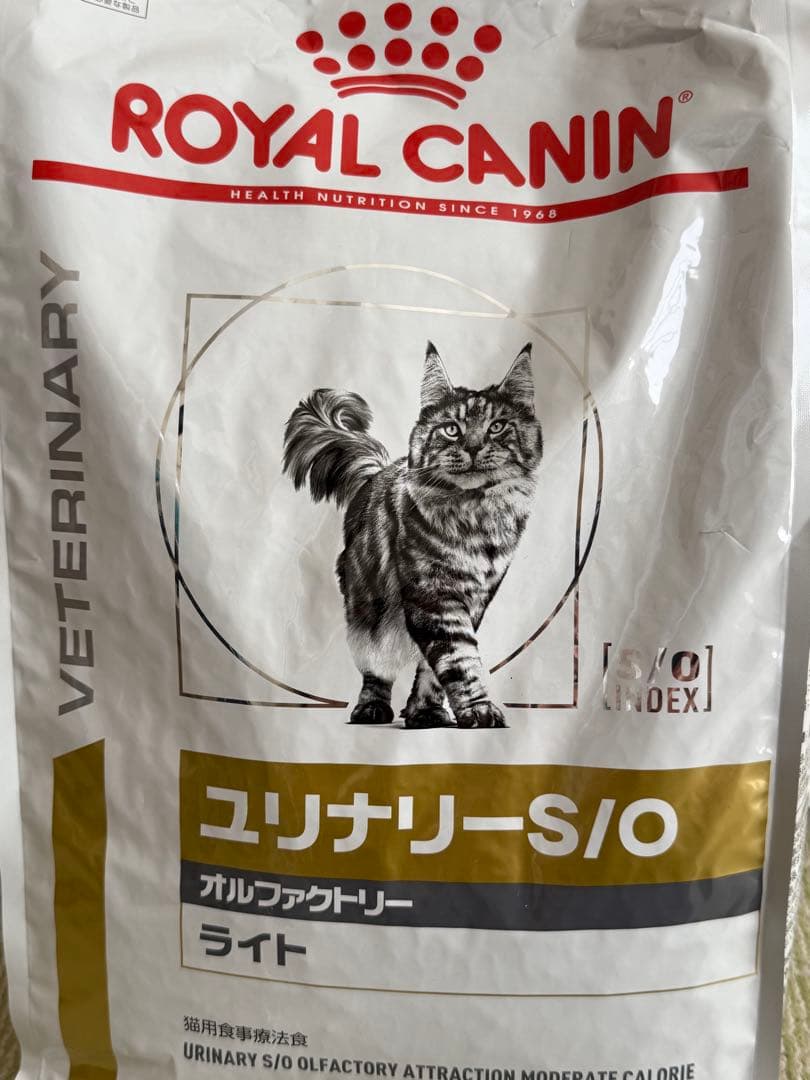 ROYAL CANIN®
HEALTH NUTRITION SINCE 1968
VETERINARY
[S/O
INDEX]
ユリナリーS/O
オルファクトリー
ライト
猫用食事療法食
URINARY S/O OLFACTORY ATTRACTION MODERATE CALORIE